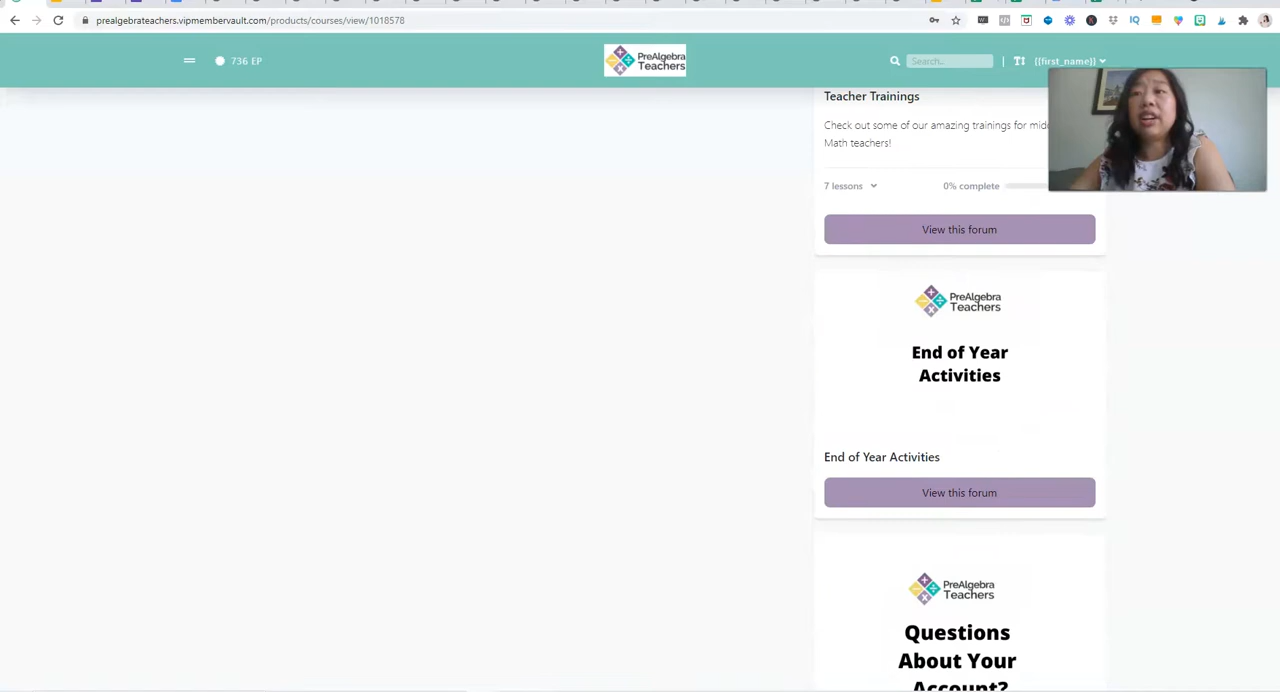 prealgebrateachers.vipmembervault.com/products/courses/view/1018578
736 EP
PreAlgebra
Teachers
Search..
((first_name))
Teacher Trainings
Check out some of our amazing trainings for
Math teachers!
7 lessons
0% complete
View this forum
PreAlgebra
Teachers
End of Year
Activities
End of Year Activities
View this forum
PreAlgebra
Teachers
Questions
About Your
Account?